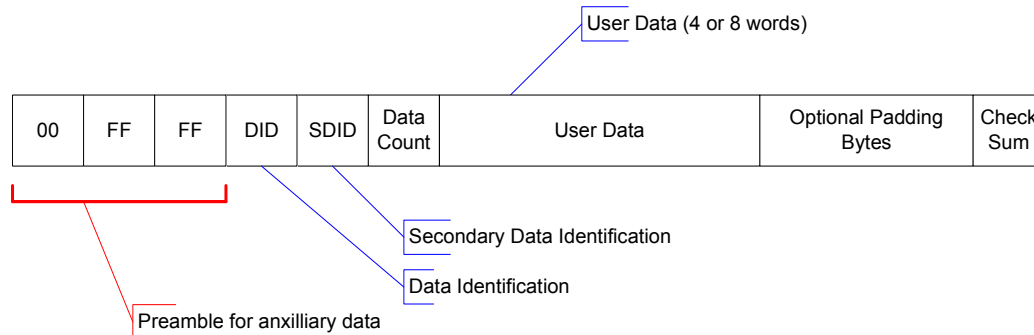 User Data (4 or 8 words)
00 FF FF DID SDID Data Count User Data Optional Padding Bytes Check Sum
Secondary Data Identification
Data Identification
Preamble for anxilliary data